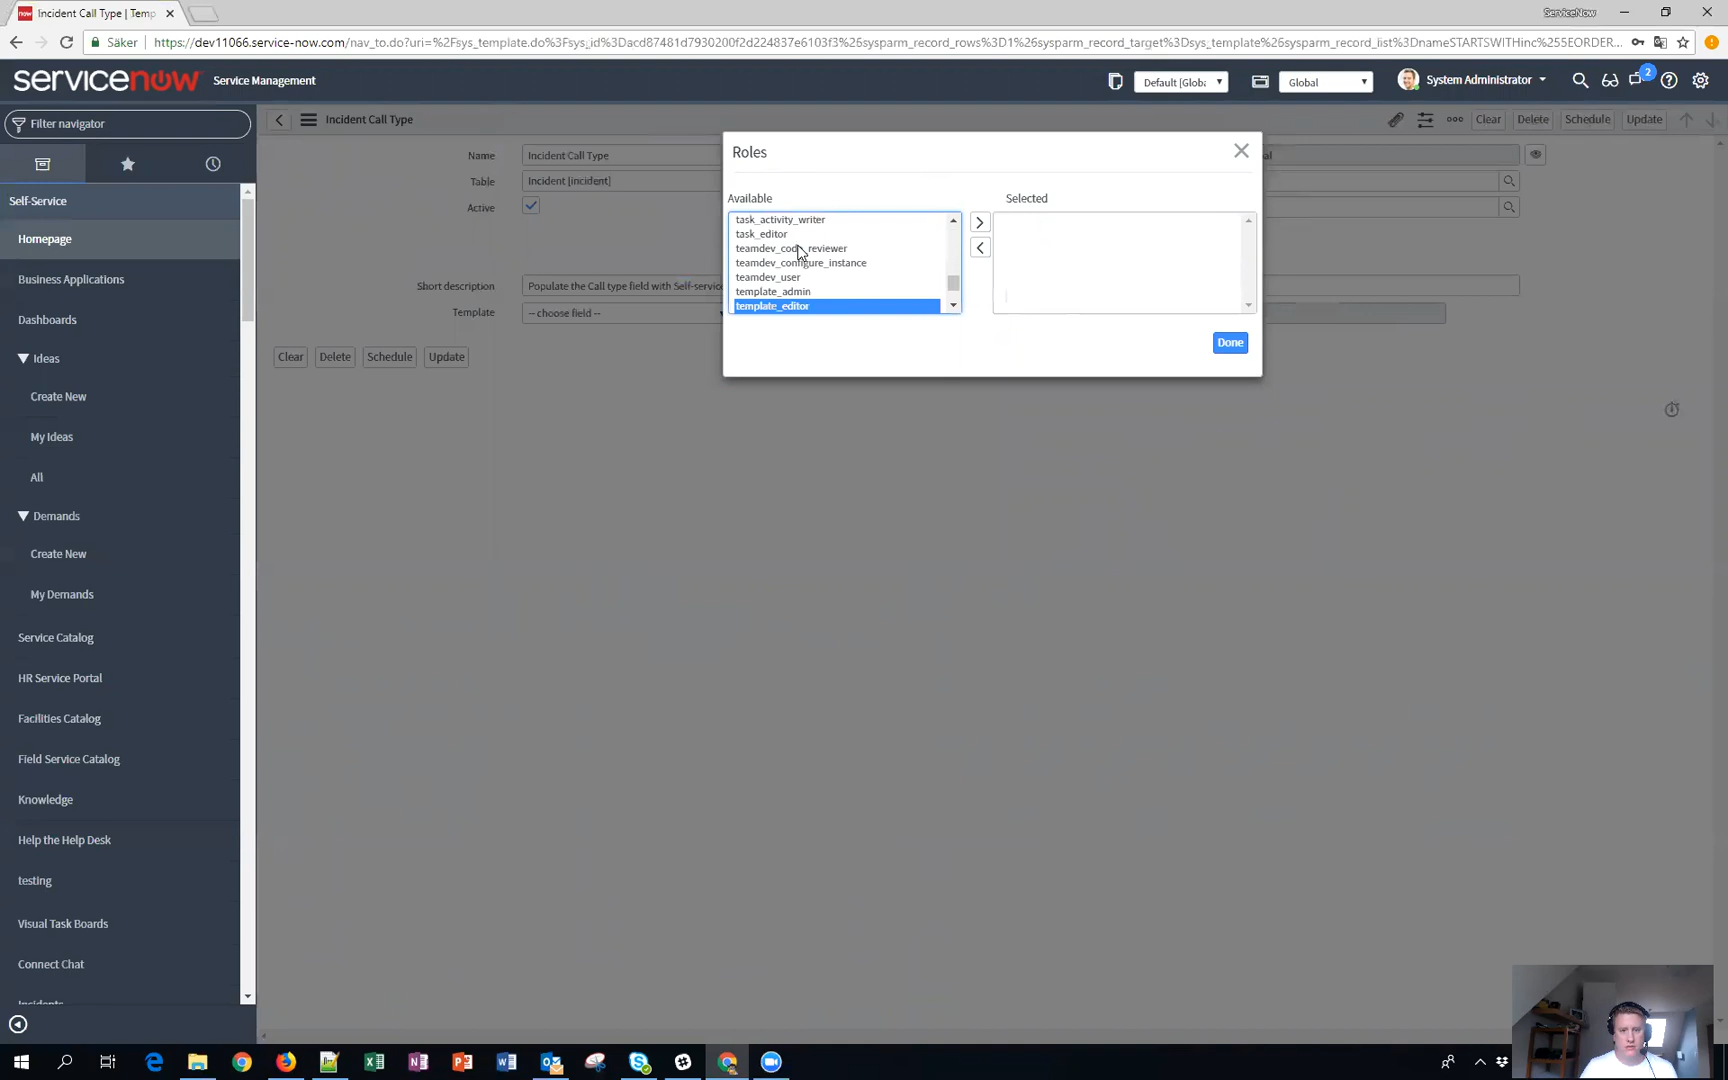 Incident Call Type | Temp
ServiceNow
Säker
https://dev11066.service-now.com/nav_to.do?uri=%2Fsys_template.do%3Fsys_id%3Dacd87481d7930200f2d224837e6103f3%26sysparm_record_rows%3D1%26sysparm_record_target%3Dsys_template%26sysparm_record_list%3DnameSTARTSWITHinc%255EORDER...
servicenow Service Management
Default [Globa
Global
System Administrator
2
Filter navigator
Incident Call Type
Clear Delete Schedule Update
Self-Service
Homepage
Business Applications
Dashboards
Ideas
Create New
My Ideas
All
Demands
Create New
My Demands
Service Catalog
HR Service Portal
Facilities Catalog
Field Service Catalog
Knowledge
Help the Help Desk
testing
Visual Task Boards
Connect Chat
Incidents
Name Incident Call Type
Table Incident [incident]
Active
Short description Populate the Call type field with Self-servic
Template -- choose field --
Clear Delete Schedule Update
Roles
Available
Selected
task_activity_writer
task_editor
teamdev_code_reviewer
teamdev_configure_instance
teamdev_user
template_admin
template_editor
Done